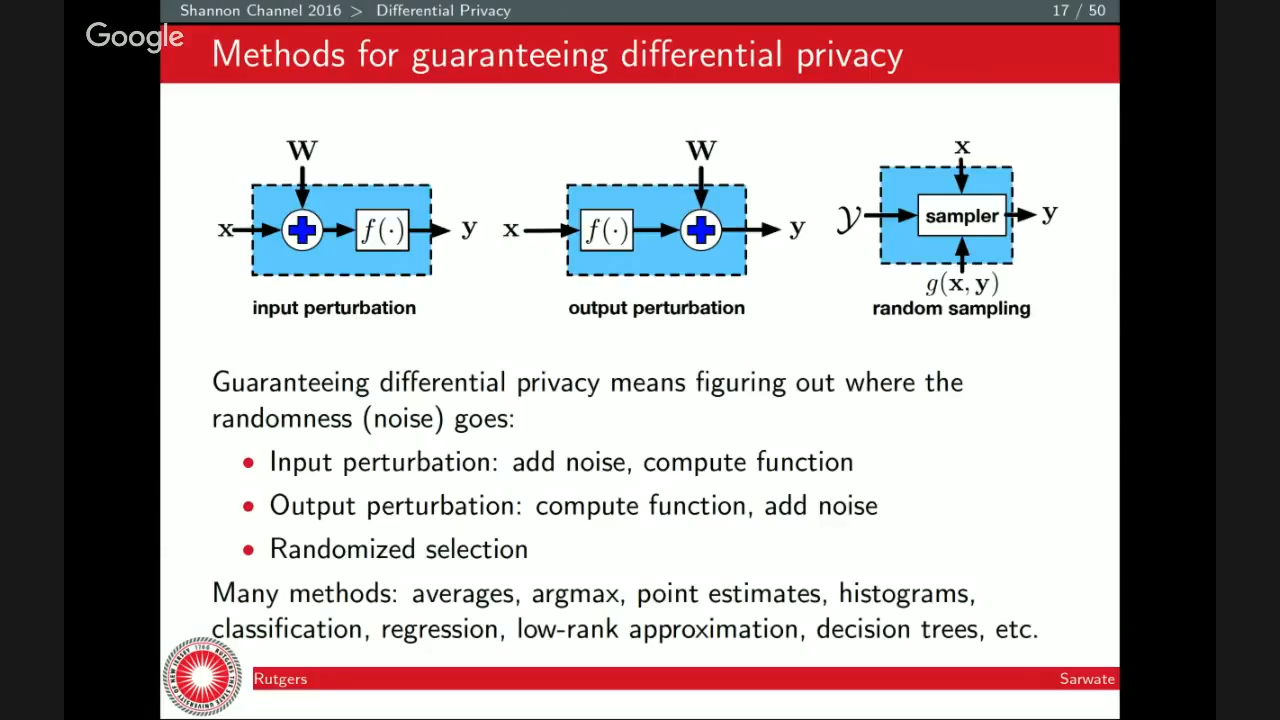 Shannon Channel 2016 > Differential Privacy 17 / 50
Google
Methods for guaranteeing differential privacy
W W x
x f(·) y x f(·) y 𝒴 sampler y
g(x, y)
input perturbation output perturbation random sampling
Guaranteeing differential privacy means figuring out where the
randomness (noise) goes:
• Input perturbation: add noise, compute function
• Output perturbation: compute function, add noise
• Randomized selection
Many methods: averages, argmax, point estimates, histograms,
classification, regression, low-rank approximation, decision trees, etc.
Rutgers Sarwate